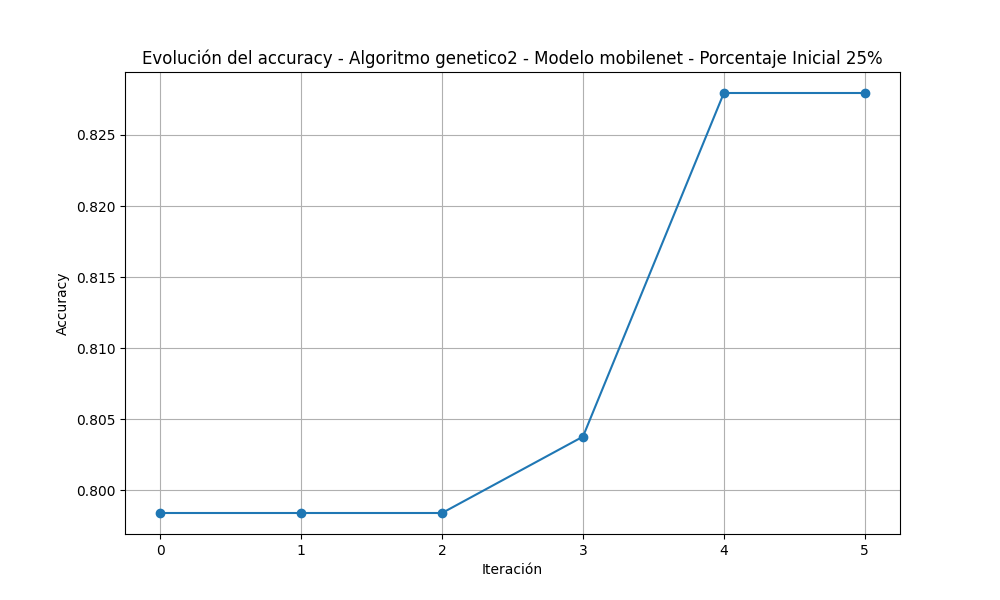 Evolución del accuracy - Algoritmo genetico2 - Modelo mobilenet - Porcentaje Inicial 25%
0.825
0.820
0.815
0.810
0.805
0.800
Accuracy
0 1 2 3 4 5
Iteración